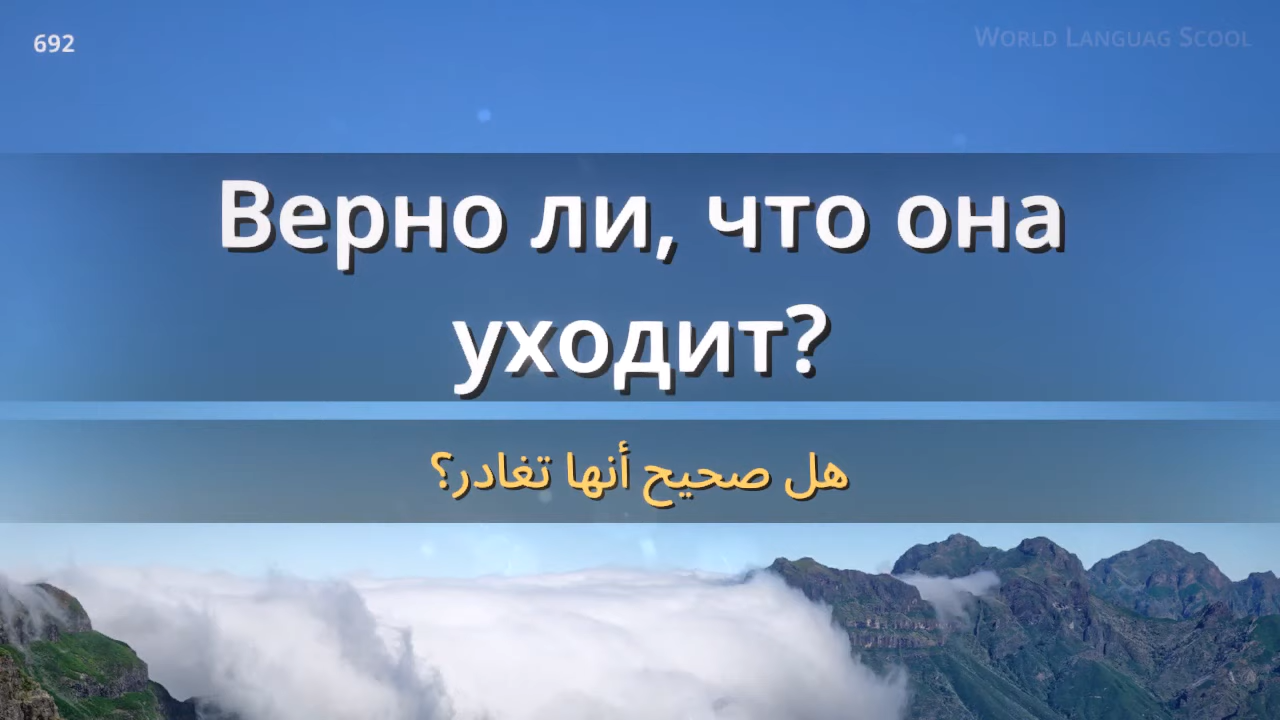 692
World Languag Scool
Верно ли, что она
уходит?
هل صحيح أنها تغادر؟